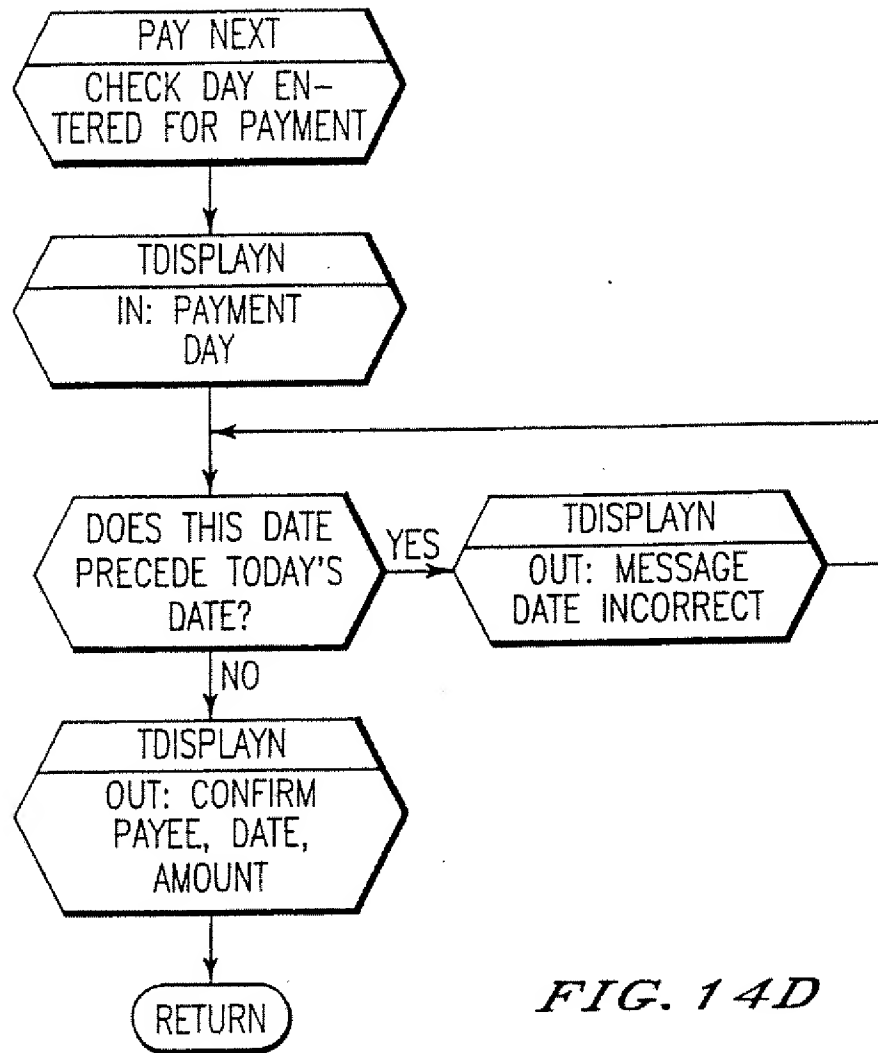 PAY NEXT
CHECK DAY EN-
TERED FOR PAYMENT
TDISPLAYN
IN: PAYMENT
DAY
DOES THIS DATE
PRECEDE TODAY'S
DATE?
YES
TDISPLAYN
OUT: MESSAGE
DATE INCORRECT
NO
TDISPLAYN
OUT: CONFIRM
PAYEE, DATE,
AMOUNT
RETURN
FIG. 14D